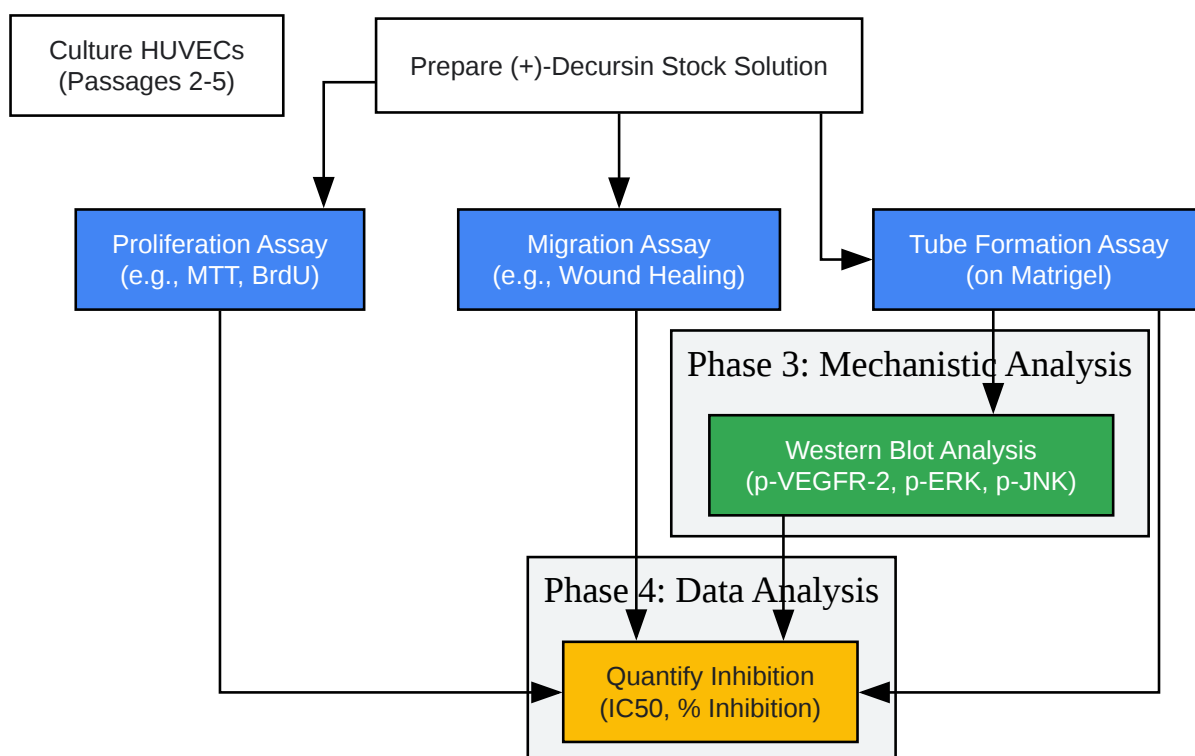 Culture HUVECs
(Passages 2-5)
Prepare (+)-Decursin Stock Solution
Proliferation Assay
(e.g., MTT, BrdU)
Migration Assay
(e.g., Wound Healing)
Tube Formation Assay
(on Matrigel)
Phase 3: Mechanistic Analysis
Western Blot Analysis
(p-VEGFR-2, p-ERK, p-JNK)
Phase 4: Data Analysis
Quantify Inhibition
(IC50, % Inhibition)